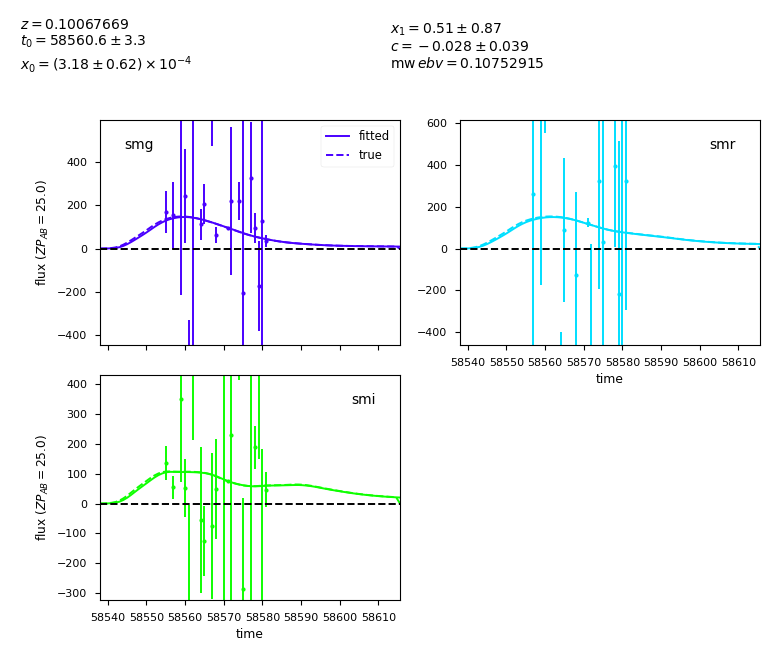 z = 0.10067669
t₀ = 58560.6 ± 3.3
x₀ = (3.18 ± 0.62) × 10⁻⁴
x₁ = 0.51 ± 0.87
c = −0.028 ± 0.039
mw ebv = 0.10752915
smg
fitted
true
400
200
0
−200
−400
flux (ZP_AB = 25.0)
smr
600
400
200
0
−200
−400
58540 58550 58560 58570 58580 58590 58600 58610
time
smi
400
300
200
100
0
−100
−200
−300
flux (ZP_AB = 25.0)
58540 58550 58560 58570 58580 58590 58600 58610
time